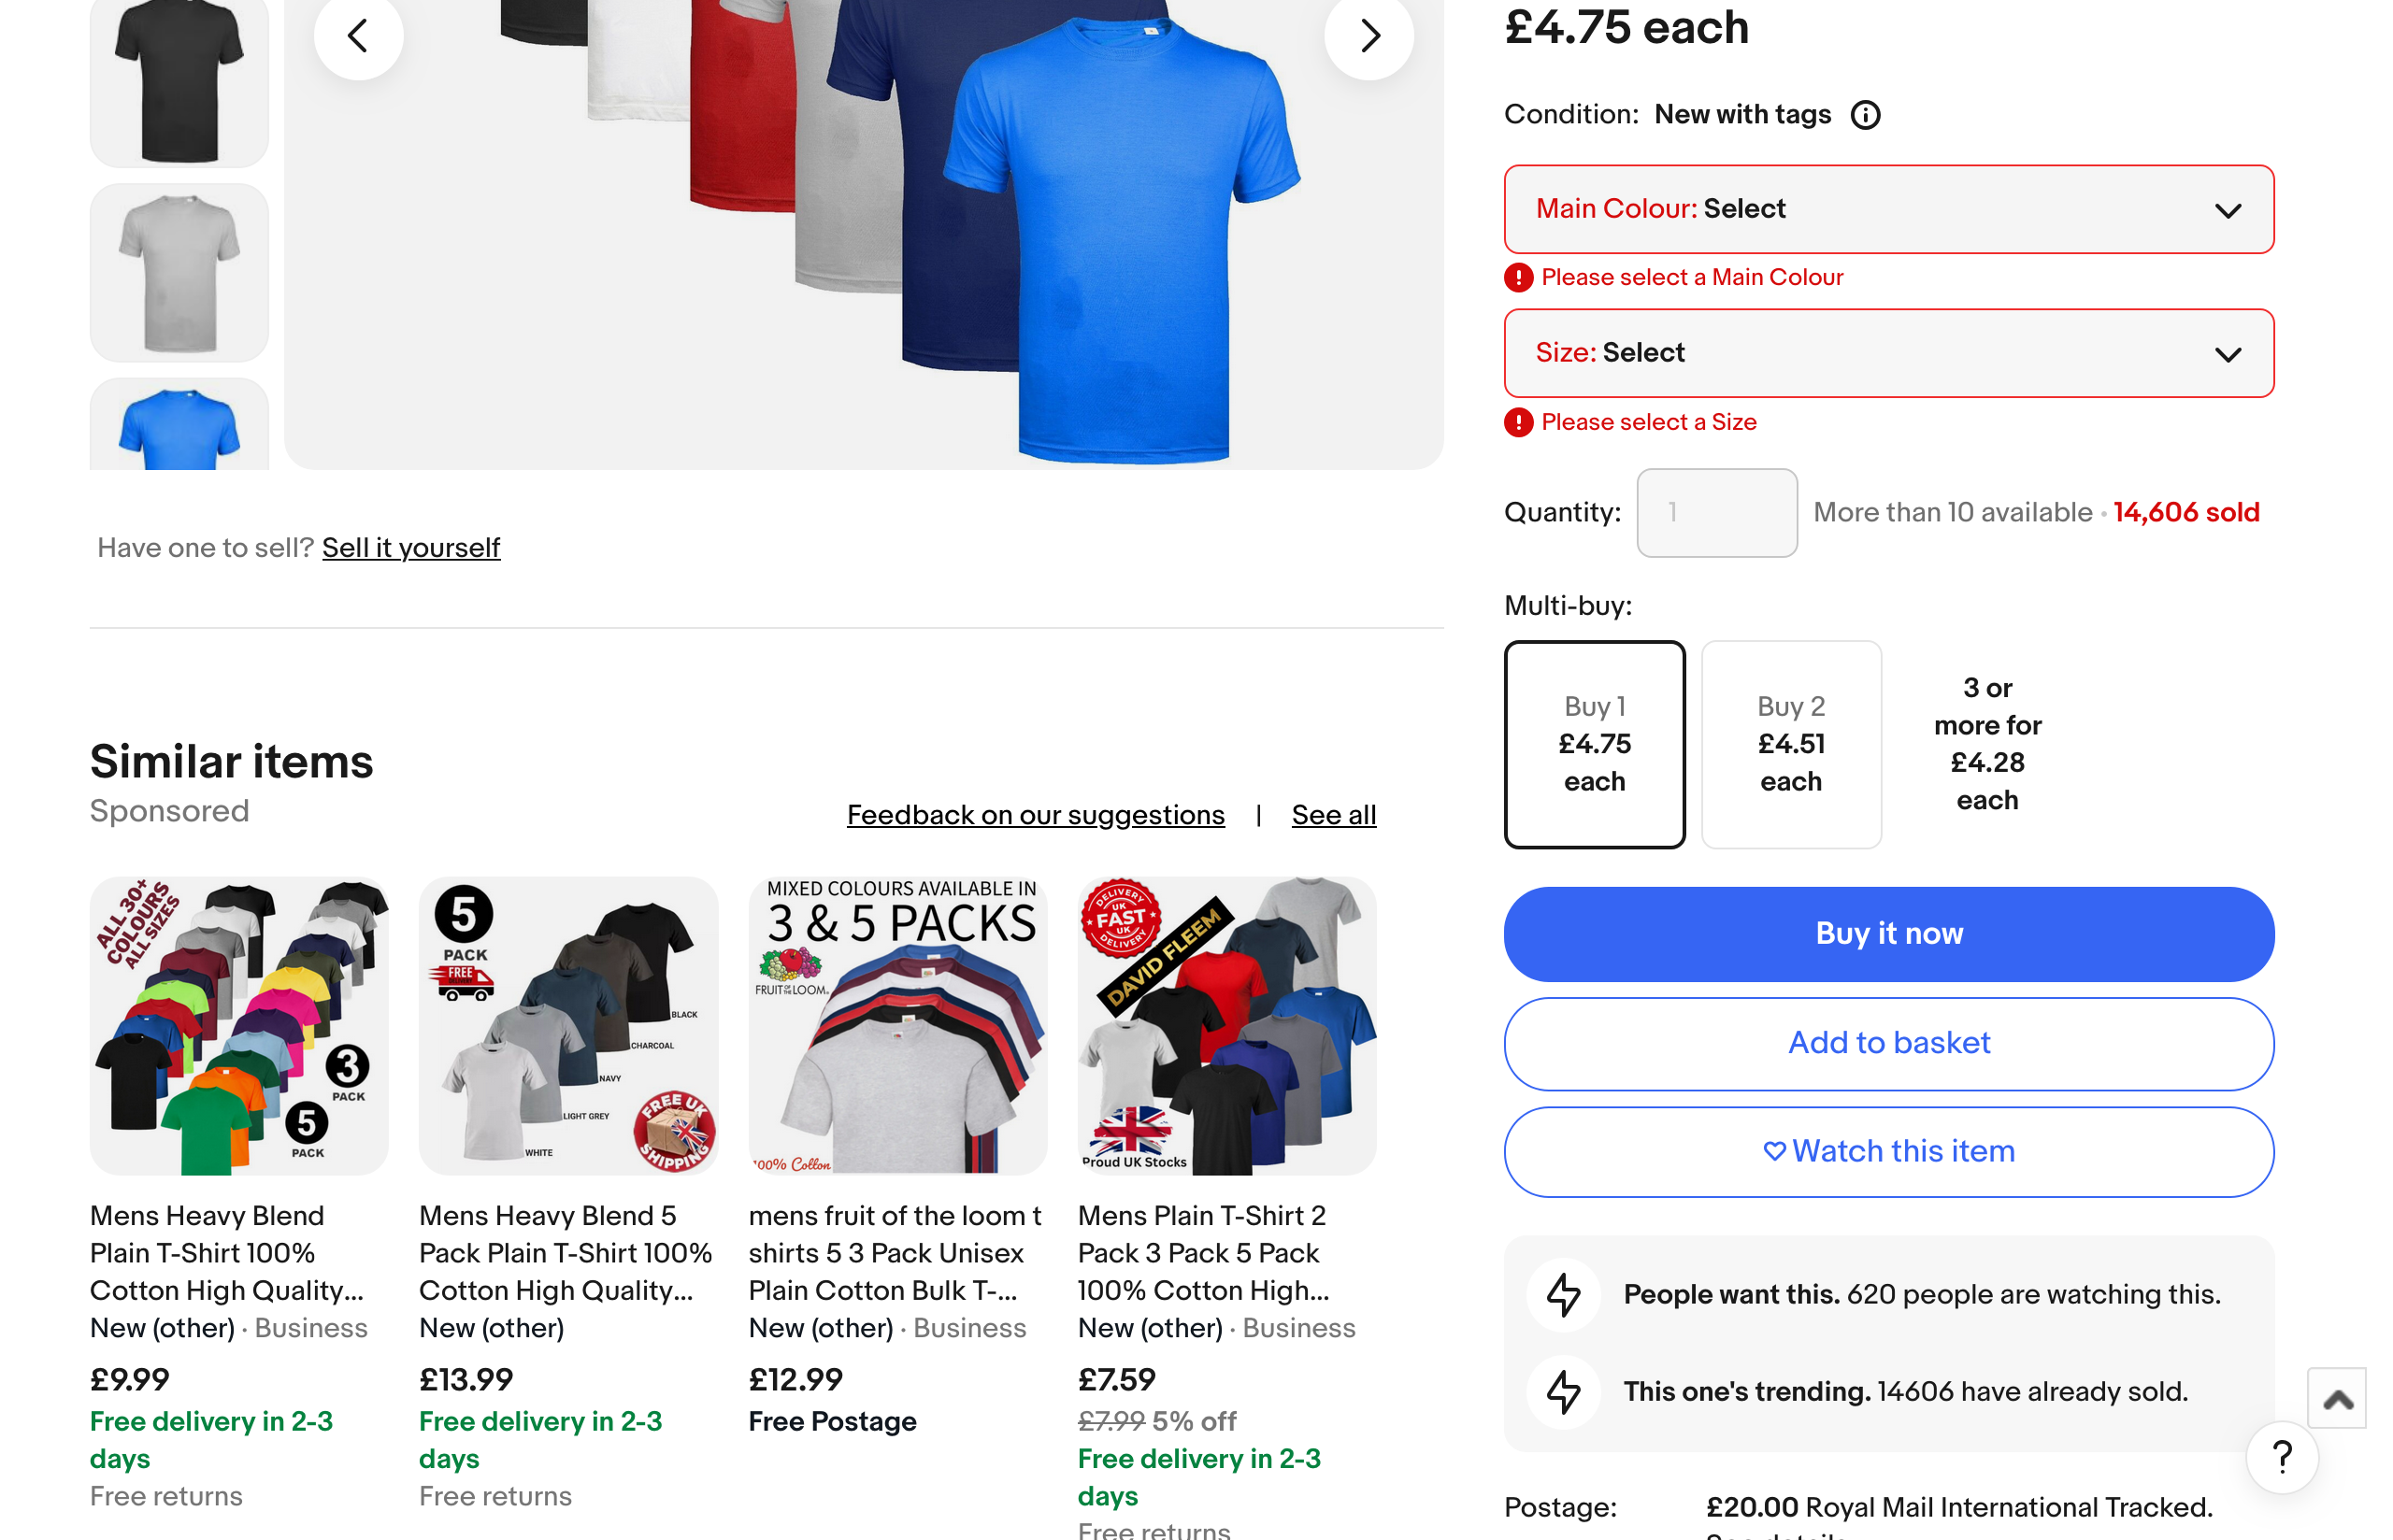 £4.75 each
Condition: New with tags
Main Colour: Select
Please select a Main Colour
Size: Select
Please select a Size
Quantity: 1 More than 10 available • 14,606 sold
Multi-buy:
Buy 1
£4.75
each
Buy 2
£4.51
each
3 or
more for
£4.28
each
Buy it now
Add to basket
Watch this item
People want this. 620 people are watching this.
This one's trending. 14606 have already sold.
Postage: £20.00 Royal Mail International Tracked.
?
Have one to sell? Sell it yourself
Similar items
Sponsored
Feedback on our suggestions | See all
ALL 30+
COLOURS
ALL SIZES
3
PACK
5
PACK
Mens Heavy Blend
Plain T-Shirt 100%
Cotton High Quality...
New (other) · Business
£9.99
Free delivery in 2-3
days
Free returns
5
PACK
FREE
DELIVERY
BLACK
CHARCOAL
NAVY
LIGHT GREY
WHITE
FREE UK
SHIPPING
Mens Heavy Blend 5
Pack Plain T-Shirt 100%
Cotton High Quality...
New (other)
£13.99
Free delivery in 2-3
days
Free returns
MIXED COLOURS AVAILABLE IN
3 & 5 PACKS
FRUIT OF THE LOOM.
100% Cotton
mens fruit of the loom t
shirts 5 3 Pack Unisex
Plain Cotton Bulk T-...
New (other) · Business
£12.99
Free Postage
DELIVERY
UK
FAST
UK
DELIVERY
DAVID FLEEM
Proud UK Stocks
Mens Plain T-Shirt 2
Pack 3 Pack 5 Pack
100% Cotton High...
New (other) · Business
£7.59
£7.99 5% off
Free delivery in 2-3
days
Free returns